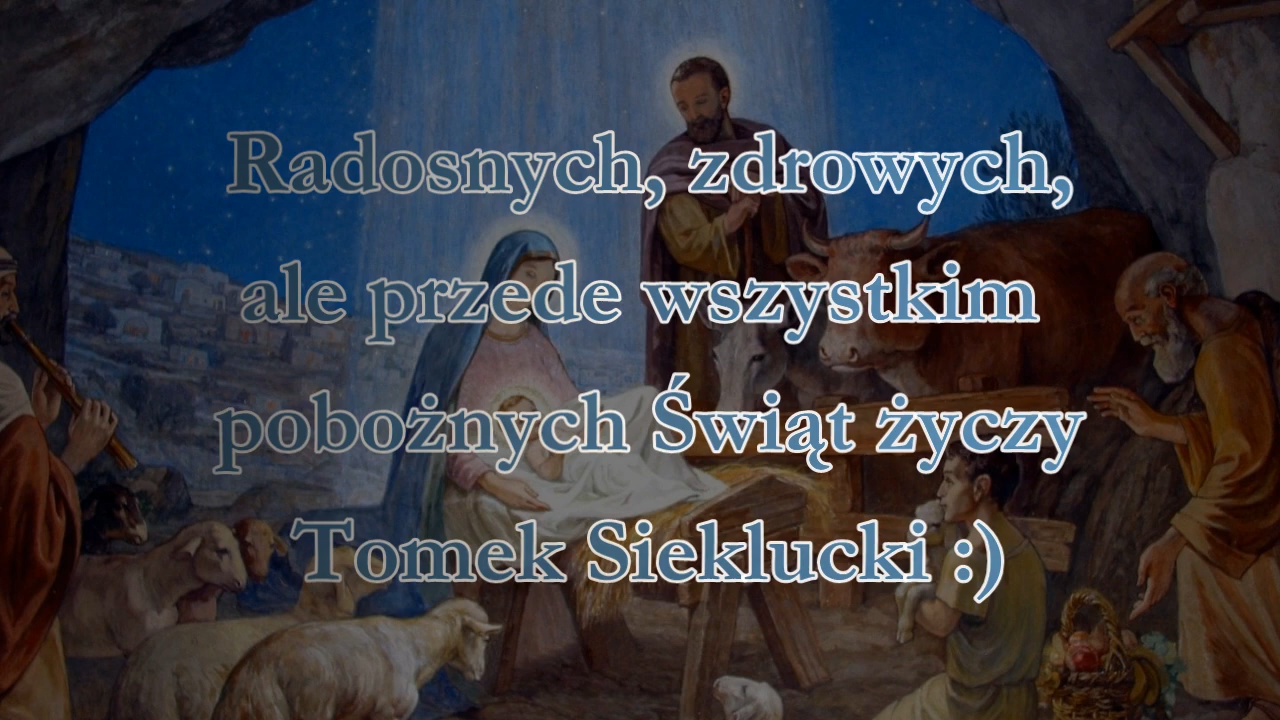 Radosnych, zdrowych,
ale przede wszystkim
pobożnych Świąt życzy
Tomek Sieklucki :)